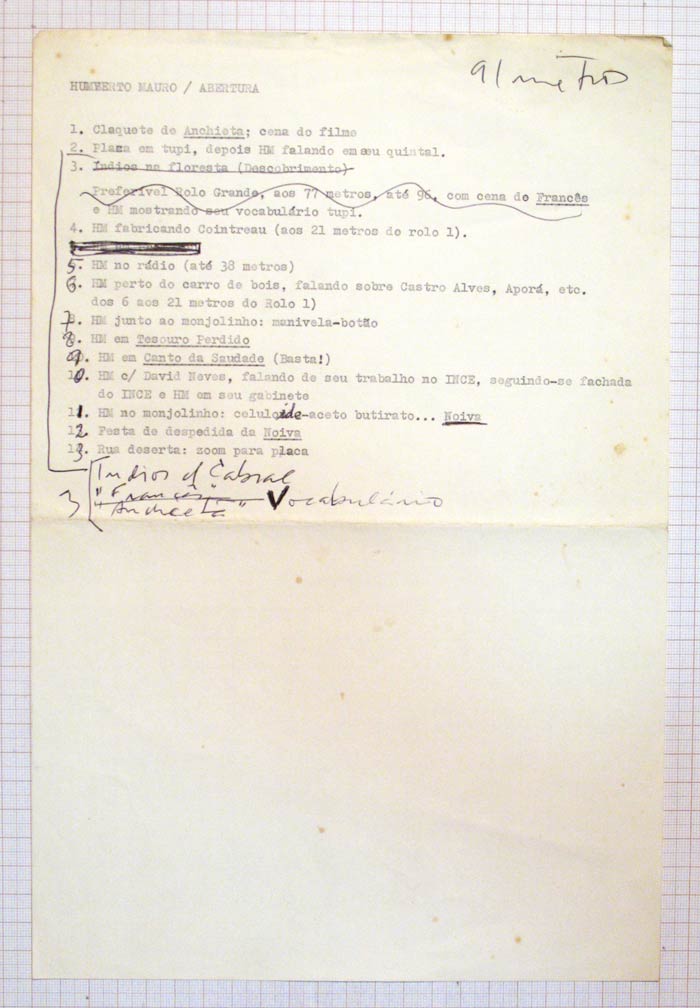 91 metros
HUMBERTO MAURO / ABERTURA
1. Claquete de Anchieta; cena do filme
2. Placa em tupi, depois HM falando em seu quintal.
3. Índios na floresta (Descobrimento)
Preferível Rolo Grande, aos 77 metros, até 96, com cena do Francês
e HM mostrando seu vocabulário tupi.
4. HM fabricando Cointreau (aos 21 metros do rolo 1).
5. HM no rádio (até 38 metros)
6. HM perto do carro de bois, falando sobre Castro Alves, Aporá, etc.
dos 6 aos 21 metros do Rolo 1)
7. HM junto ao monjolinho: manivela-botão
8. HM em Tesouro Perdido
9. HM em Canto da Saudade (Basta!)
10. HM c/ David Neves, falando de seu trabalho no INCE, seguindo-se fachada
do INCE e HM em seu gabinete
11. HM no monjolinho: celuloide-aceto butirato... Noiva
12. Festa de despedida da Noiva
13. Rua deserta: zoom para placa
Indios d Cabral
3 "Francês"
"Anchieta" Vocabulário